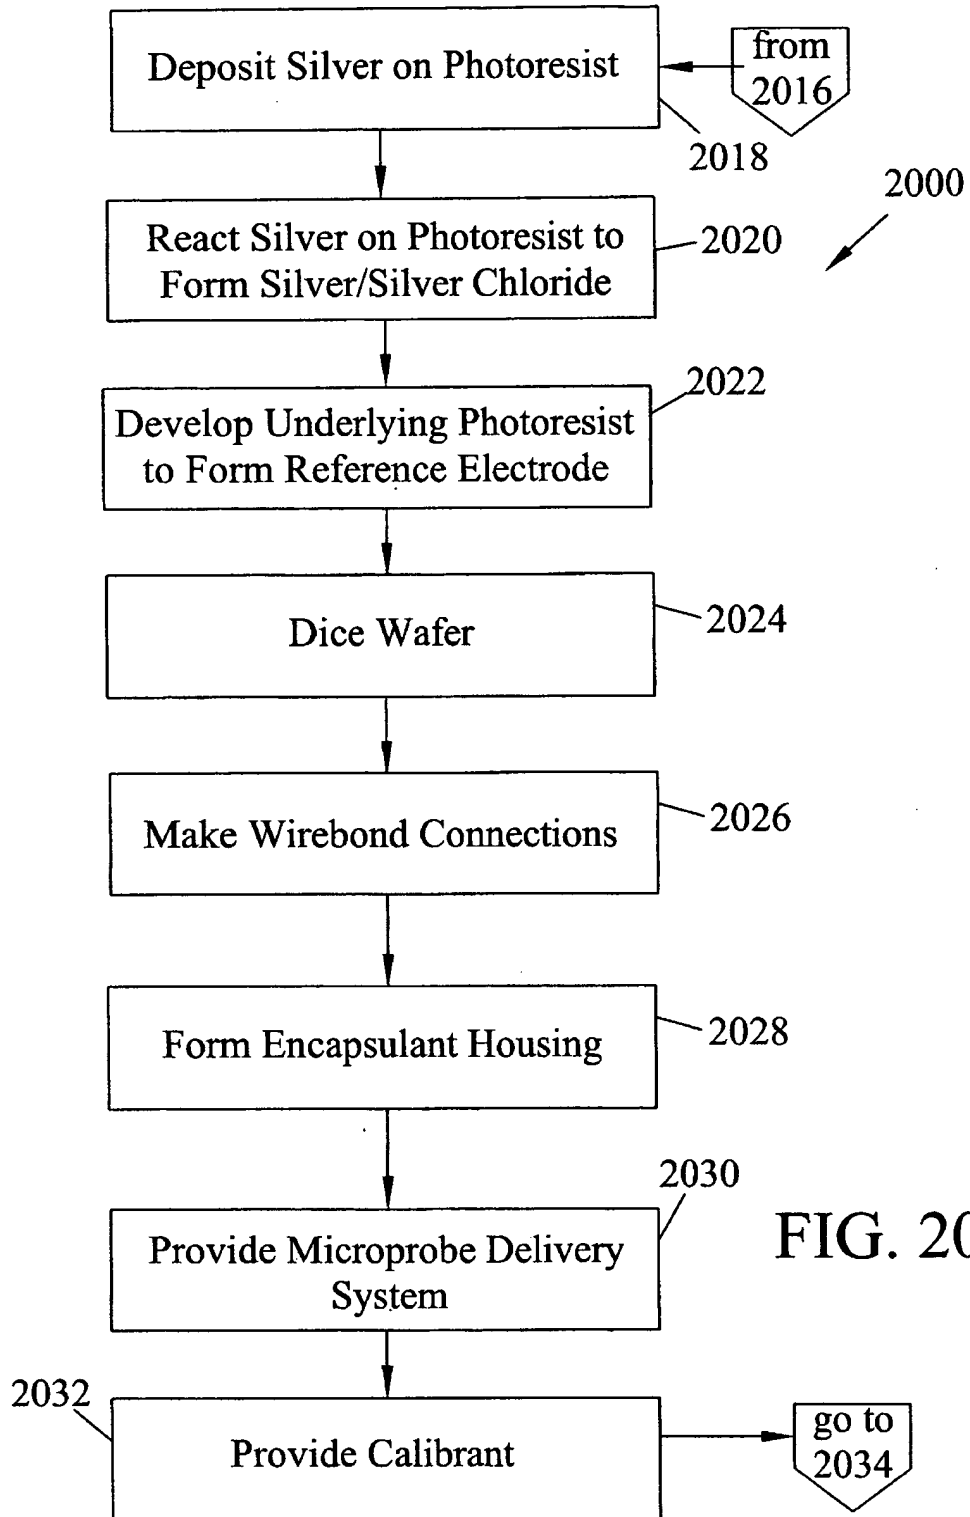 Deposit Silver on Photoresist
from
2016
2018
2000
React Silver on Photoresist to
Form Silver/Silver Chloride
2020
2022
Develop Underlying Photoresist
to Form Reference Electrode
Dice Wafer
2024
Make Wirebond Connections
2026
Form Encapsulant Housing
2028
2030
Provide Microprobe Delivery
System
FIG. 20
2032
Provide Calibrant
go to
2034